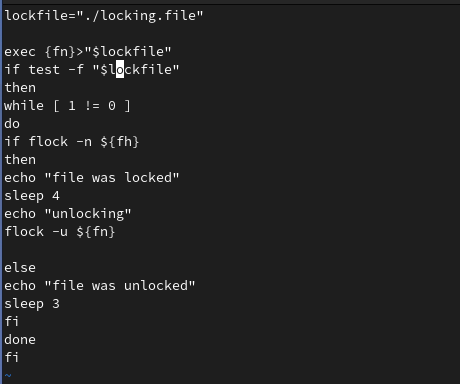 lockfile="./locking.file"
exec {fn}>"$lockfile"
if test -f "$lockfile"
then
while [ 1 != 0 ]
do
if flock -n ${fh}
then
echo "file was locked"
sleep 4
echo "unlocking"
flock -u ${fn}
else
echo "file was unlocked"
sleep 3
fi
done
fi
~